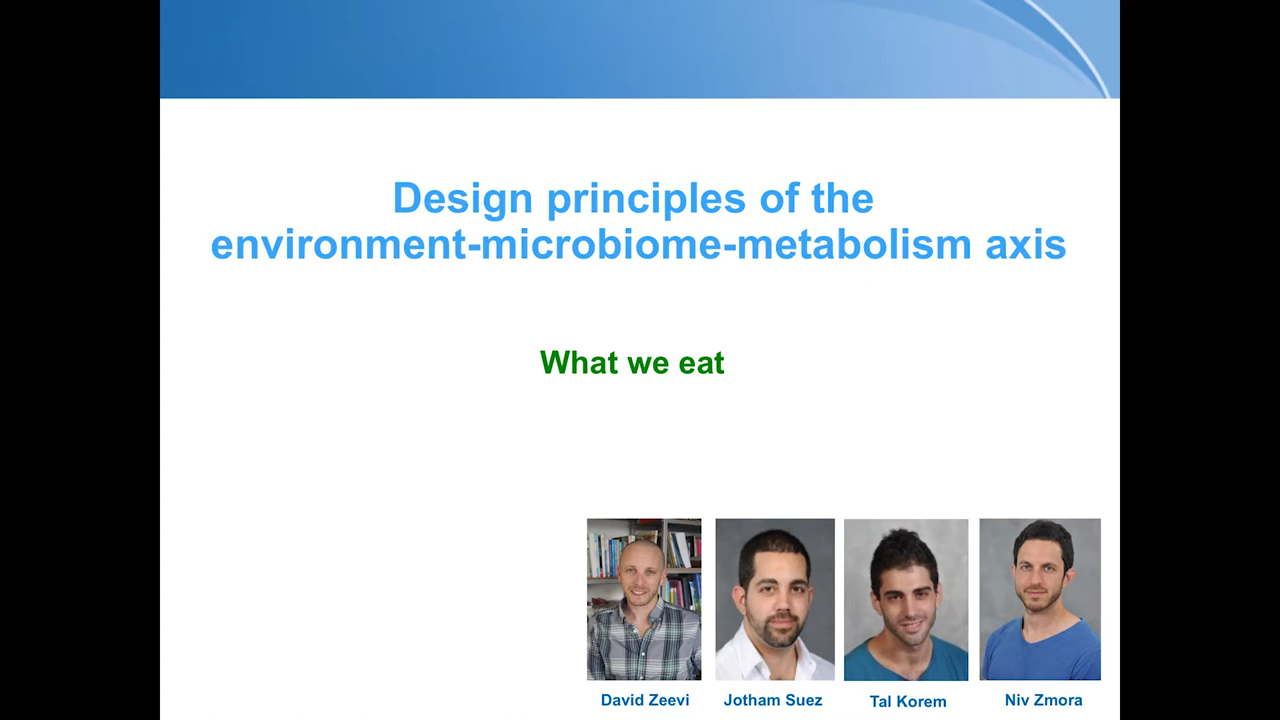 Design principles of the
environment-microbiome-metabolism axis
What we eat
David Zeevi
Jotham Suez
Tal Korem
Niv Zmora